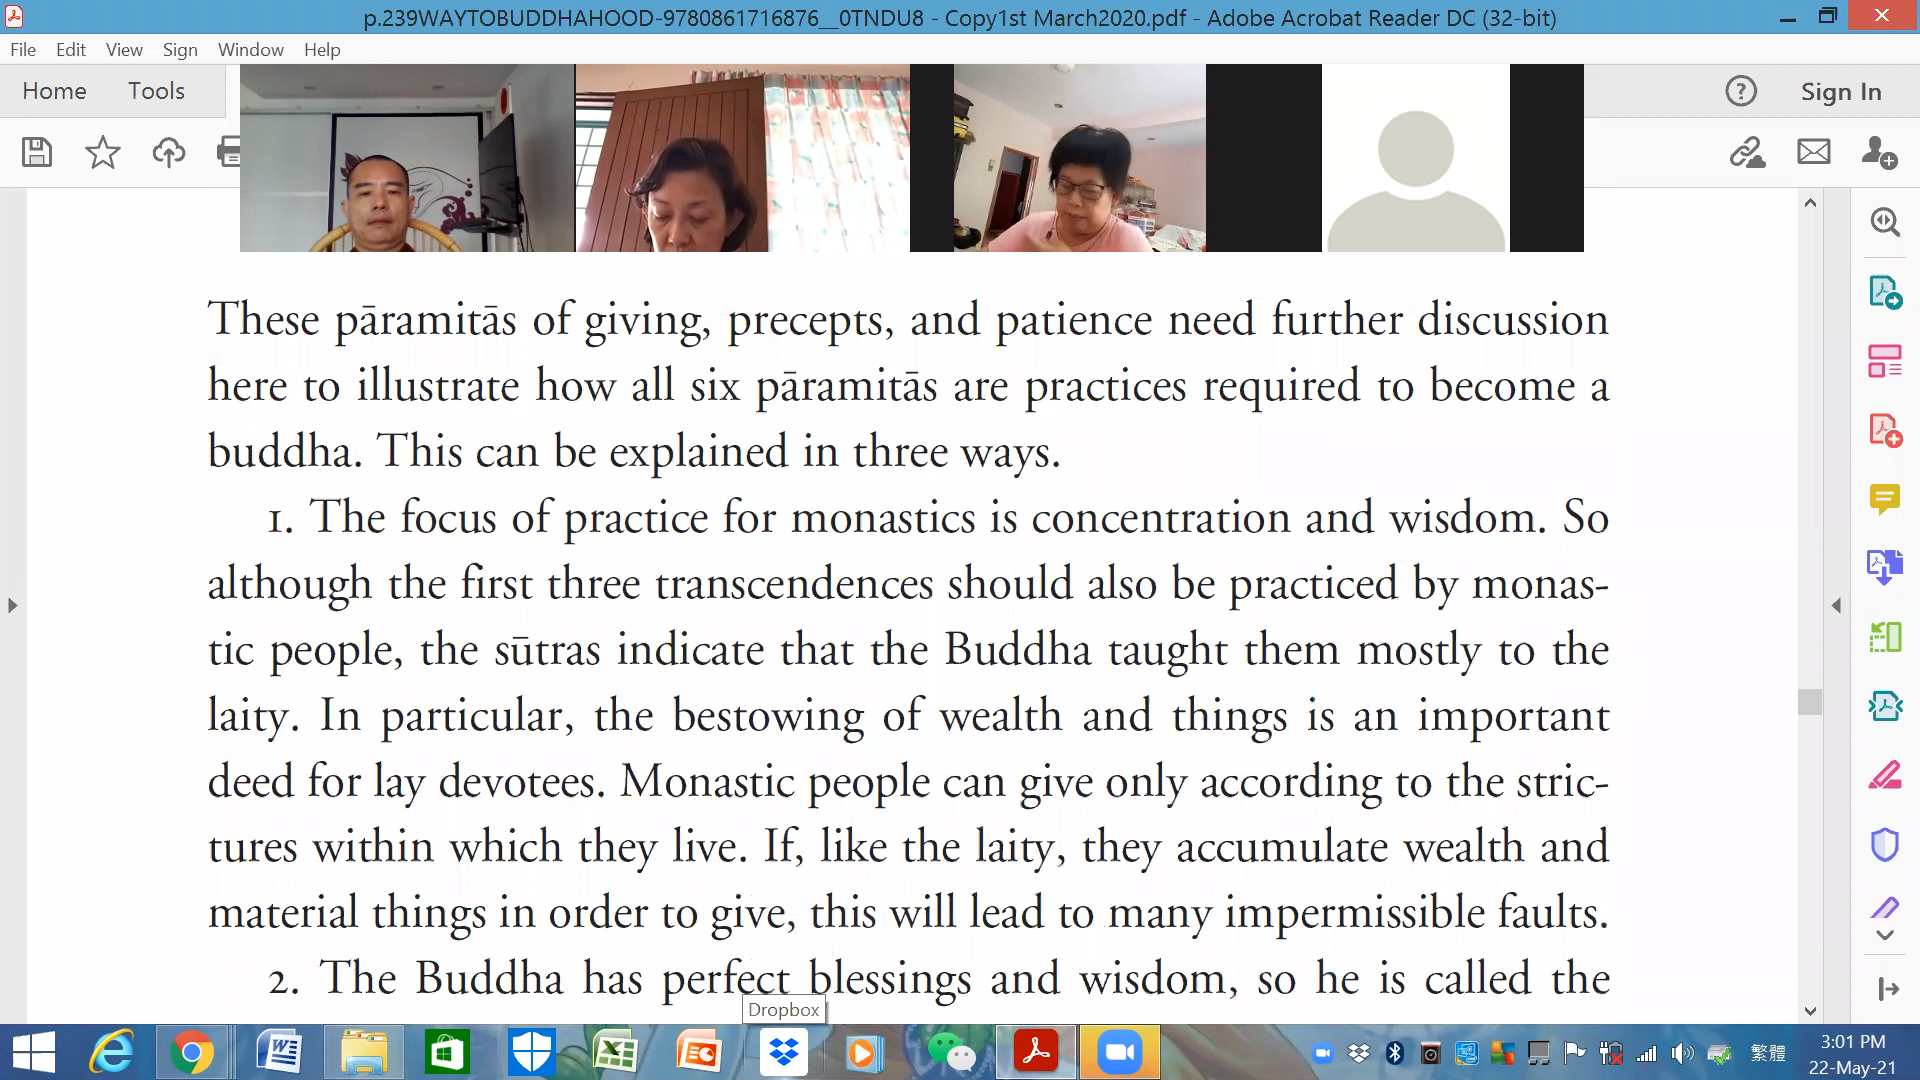 p.239WAYTOBUDDHAHOOD-9780861716876__0TNDU8 - Copy1st March2020.pdf - Adobe Acrobat Reader DC (32-bit)
File Edit View Sign Window Help
Home Tools
Sign In
These pāramitās of giving, precepts, and patience need further discussion
here to illustrate how all six pāramitās are practices required to become a
buddha. This can be explained in three ways.
1. The focus of practice for monastics is concentration and wisdom. So
although the first three transcendences should also be practiced by monas-
tic people, the sūtras indicate that the Buddha taught them mostly to the
laity. In particular, the bestowing of wealth and things is an important
deed for lay devotees. Monastic people can give only according to the stric-
tures within which they live. If, like the laity, they accumulate wealth and
material things in order to give, this will lead to many impermissible faults.
2. The Buddha has perfect blessings and wisdom, so he is called the
Dropbox
繁體
3:01 PM
22-May-21